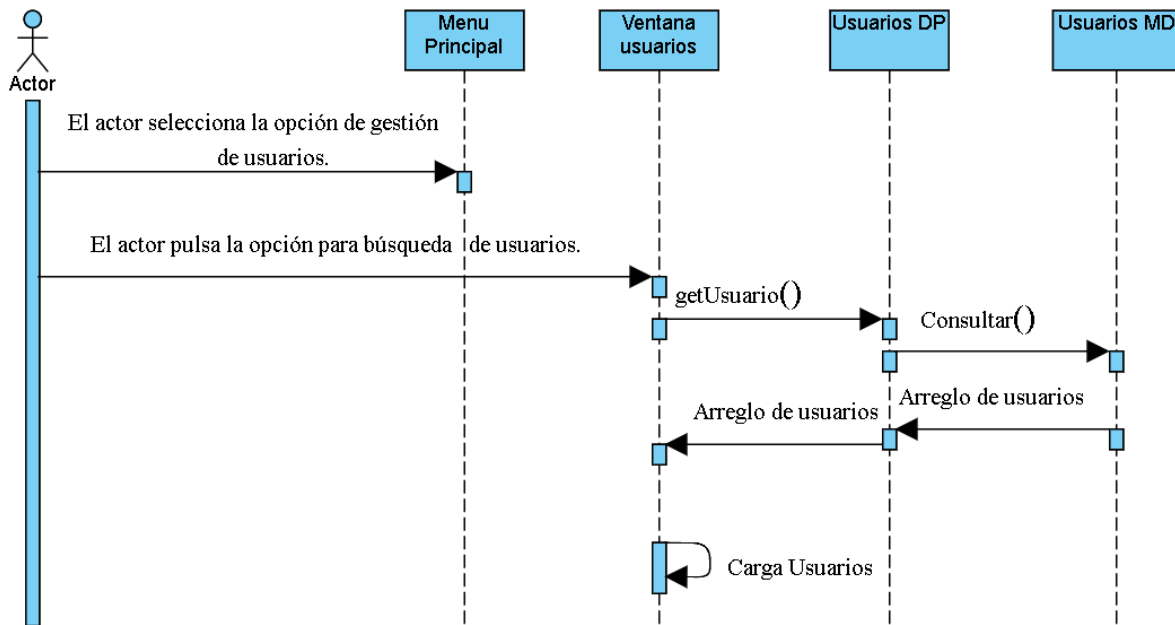 Menu
Principal
Ventana
usuarios
Usuarios DP
Usuarios MD
Actor
El actor selecciona la opción de gestión
de usuarios.
El actor pulsa la opción para búsqueda de usuarios.
getUsuario()
Consultar()
Arreglo de usuarios
Arreglo de usuarios
Carga Usuarios